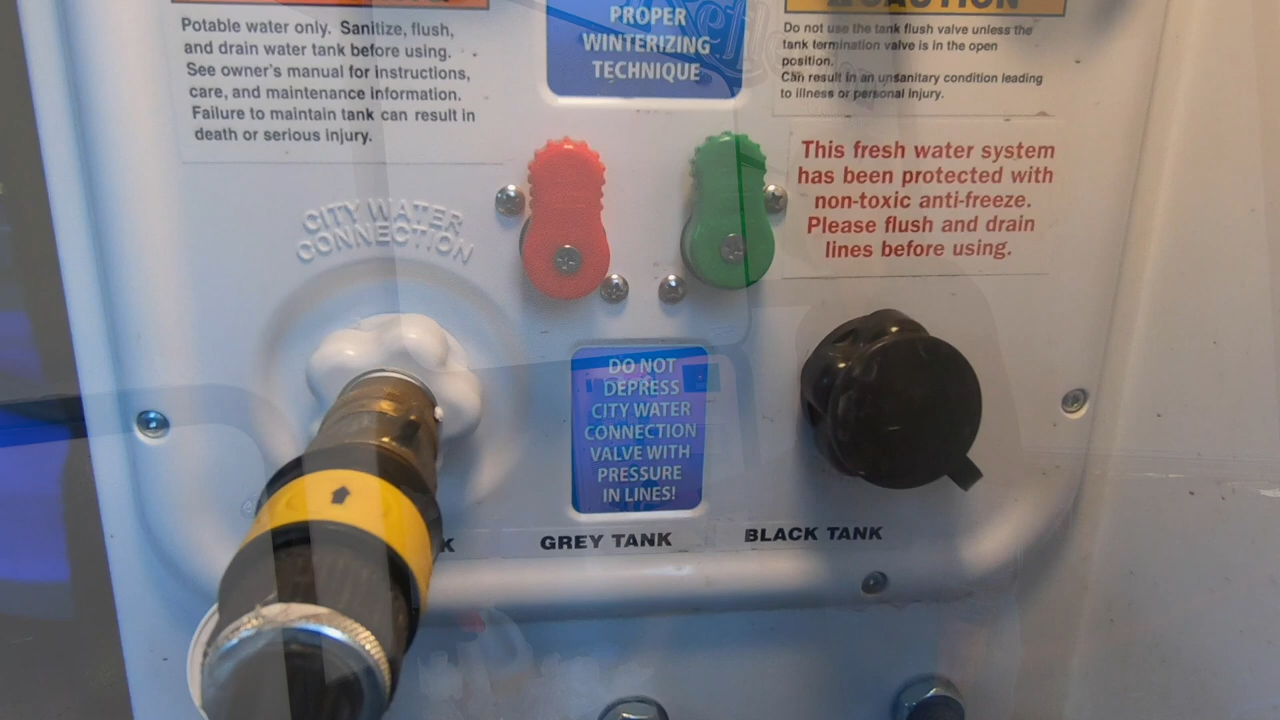 Potable water only. Sanitize, flush,
and drain water tank before using.
See owner's manual for instructions,
care, and maintenance information.
Failure to maintain tank can result in
death or serious injury.
PROPER
WINTERIZING
TECHNIQUE
CAUTION
Do not use the tank flush valve unless the
tank termination valve is in the open
position.
Can result in an unsanitary condition leading
to illness or personal injury.
This fresh water system
has been protected with
non-toxic anti-freeze.
Please flush and drain
lines before using.
CITY WATER
CONNECTION
DO NOT
DEPRESS
CITY WATER
CONNECTION
VALVE WITH
PRESSURE
IN LINES!
GREY TANK
BLACK TANK